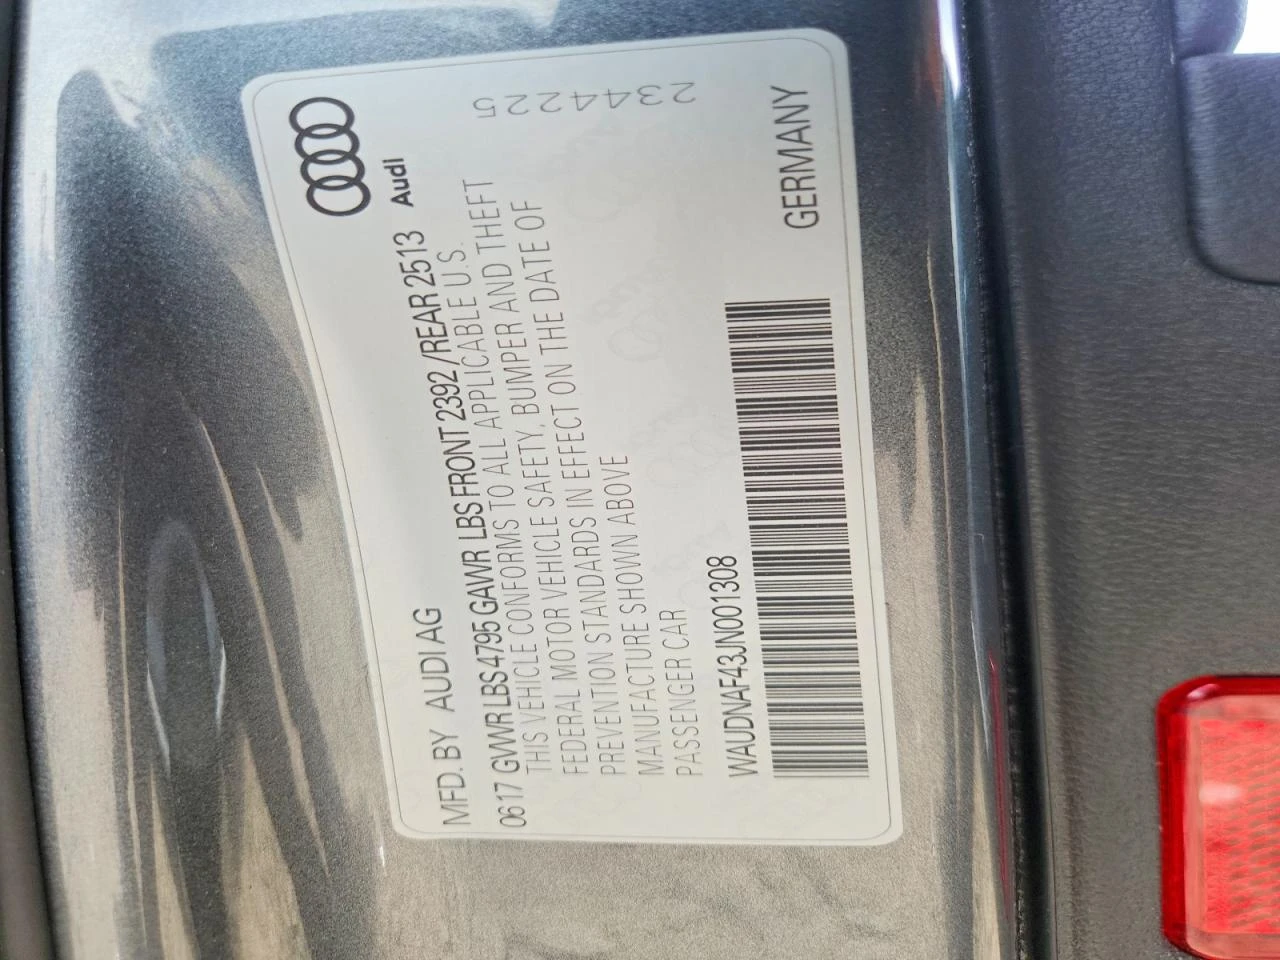 MFD. BY AUDI AG
Audi
0617 GVWR LBS 4795 GAWR LBS FRONT 2392 /REAR 2513
THIS VEHICLE CONFORMS TO ALL APPLICABLE U.S.
FEDERAL MOTOR VEHICLE SAFETY, BUMPER AND THEFT
PREVENTION STANDARDS IN EFFECT ON THE DATE OF
MANUFACTURE SHOWN ABOVE
PASSENGER CAR
2344225
WAUDNAF43JN001308
GERMANY